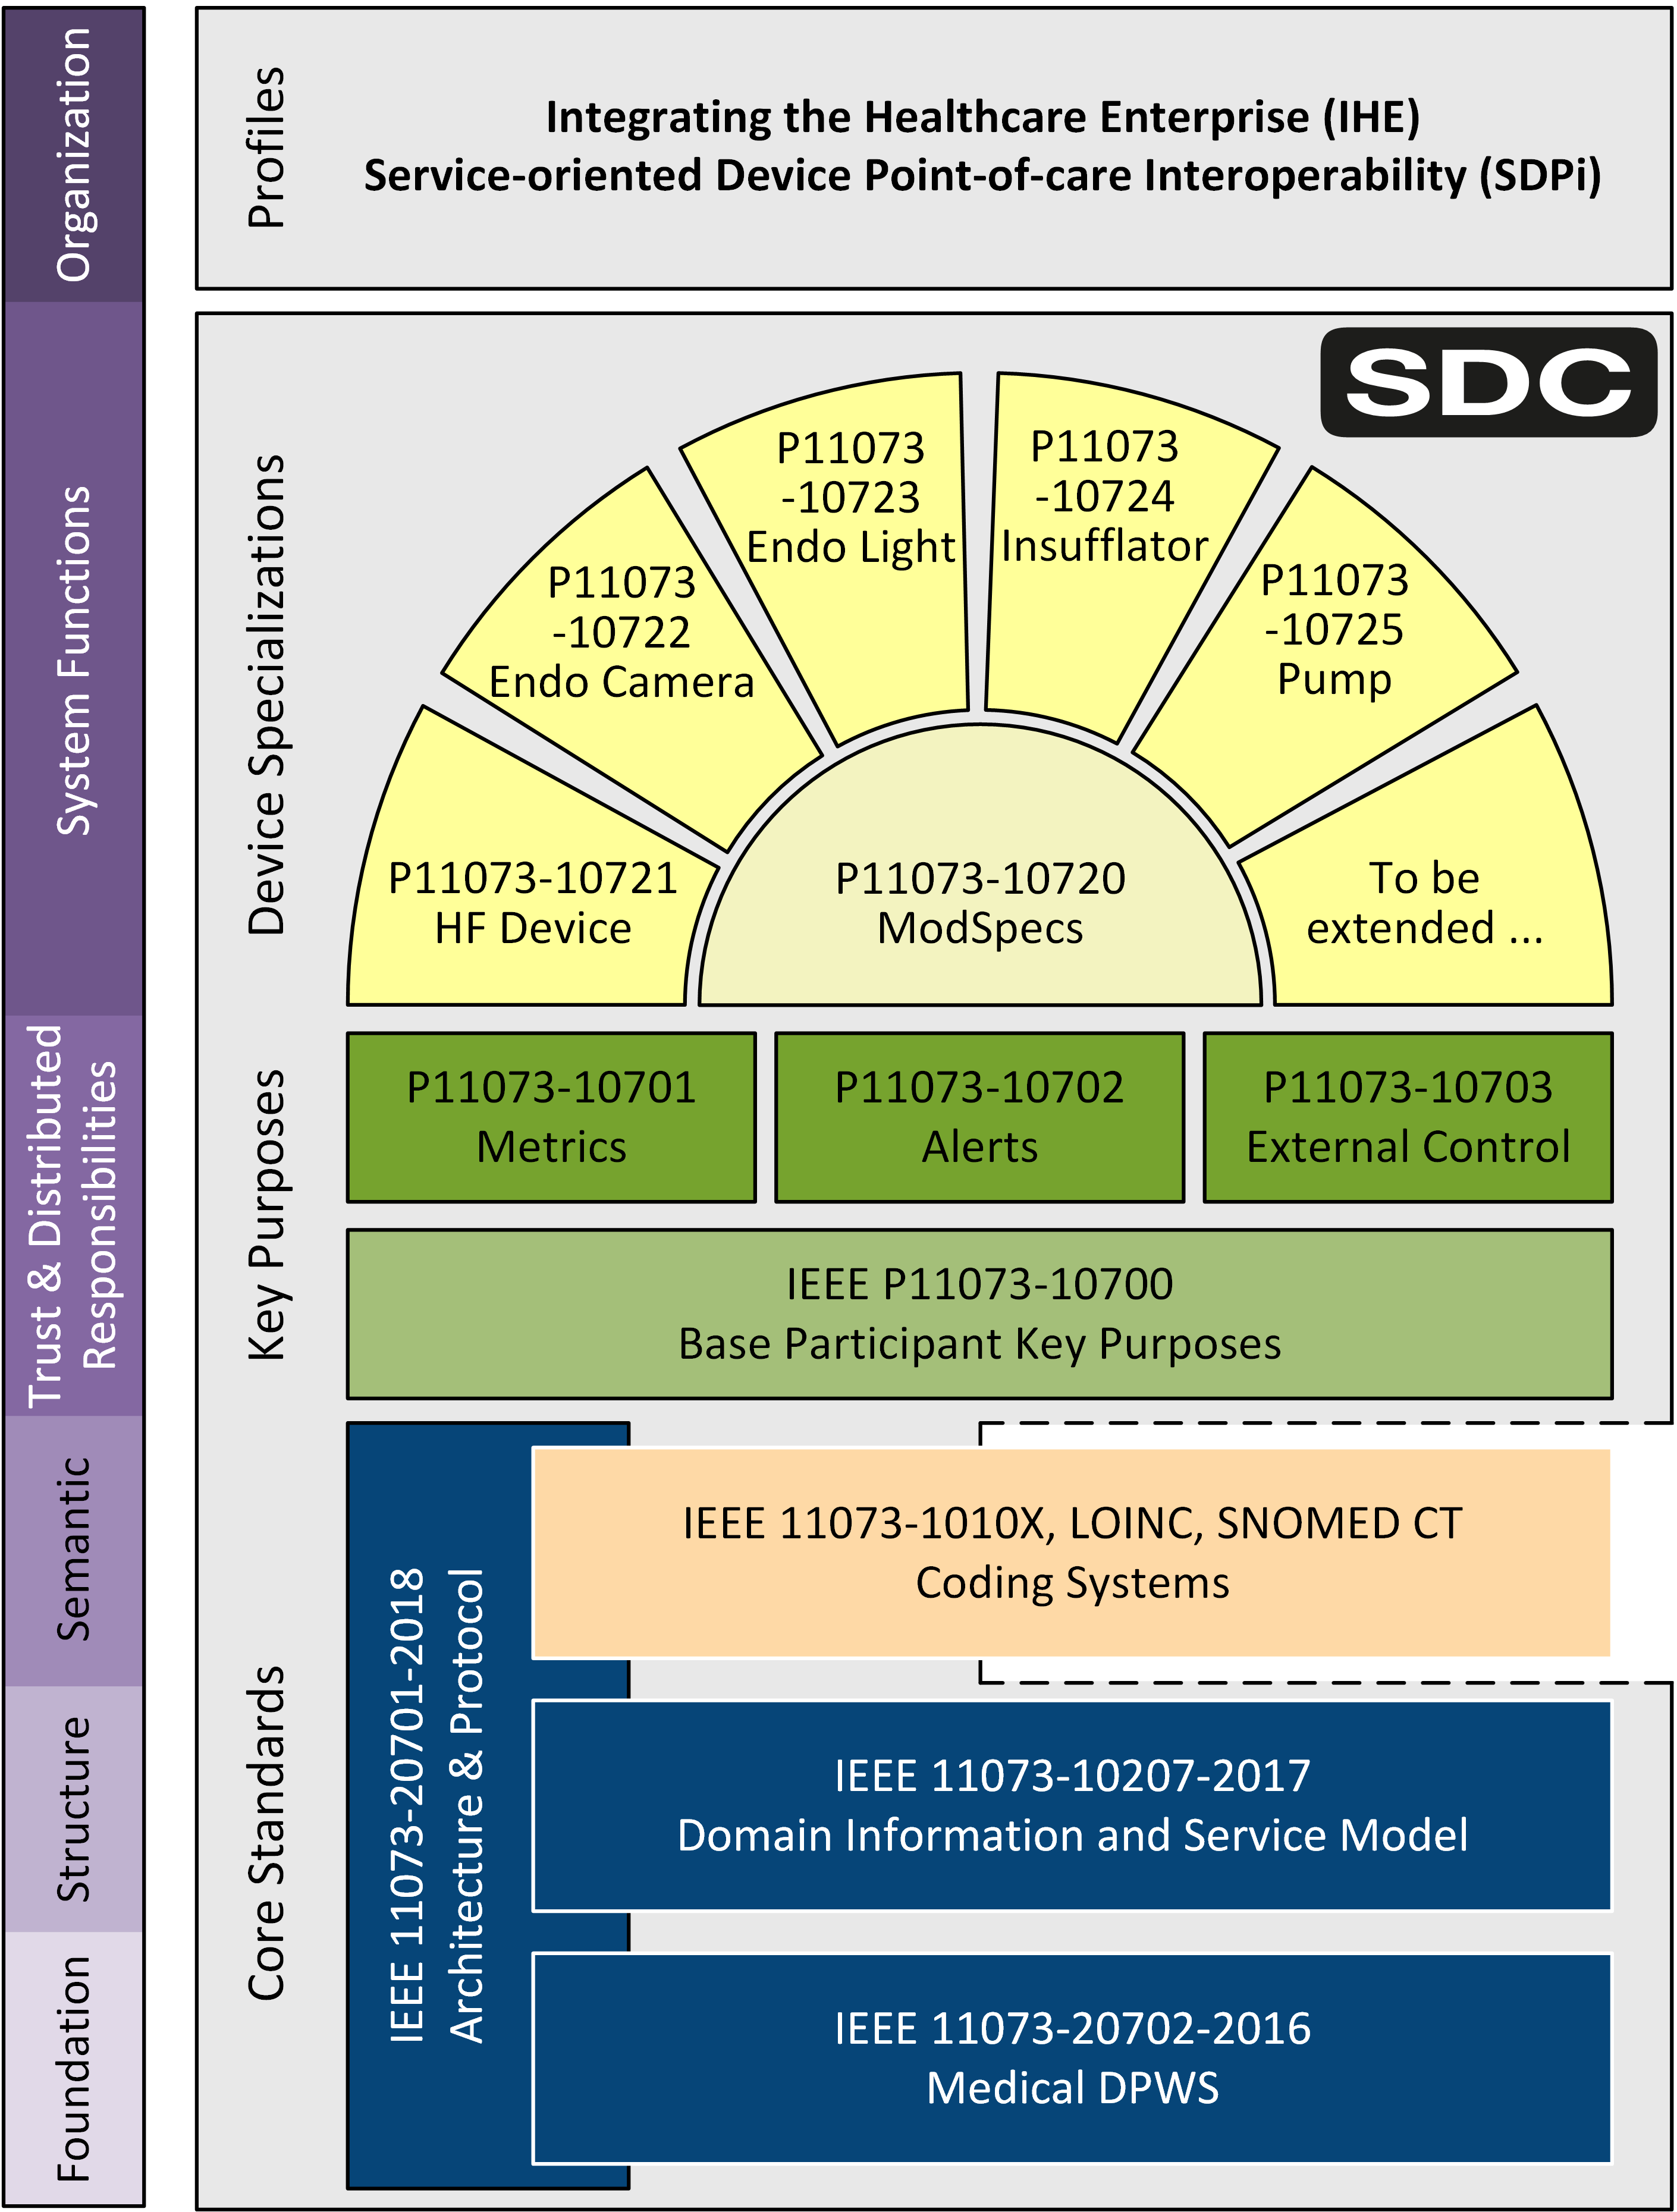 Organization
Profiles
Integrating the Healthcare Enterprise (IHE)
Service-oriented Device Point-of-care Interoperability (SDPi)
System Functions
Device Specializations
SDC
P11073
-10723
Endo Light
P11073
-10724
Insufflator
P11073
-10722
Endo Camera
P11073
-10725
Pump
P11073-10721
HF Device
P11073-10720
ModSpecs
To be
extended ...
Trust & Distributed
Responsibilities
Key Purposes
P11073-10701
Metrics
P11073-10702
Alerts
P11073-10703
External Control
IEEE P11073-10700
Base Participant Key Purposes
Semantic
Structure
Foundation
Core Standards
IEEE 11073-20701-2018
Architecture & Protocol
IEEE 11073-1010X, LOINC, SNOMED CT
Coding Systems
IEEE 11073-10207-2017
Domain Information and Service Model
IEEE 11073-20702-2016
Medical DPWS